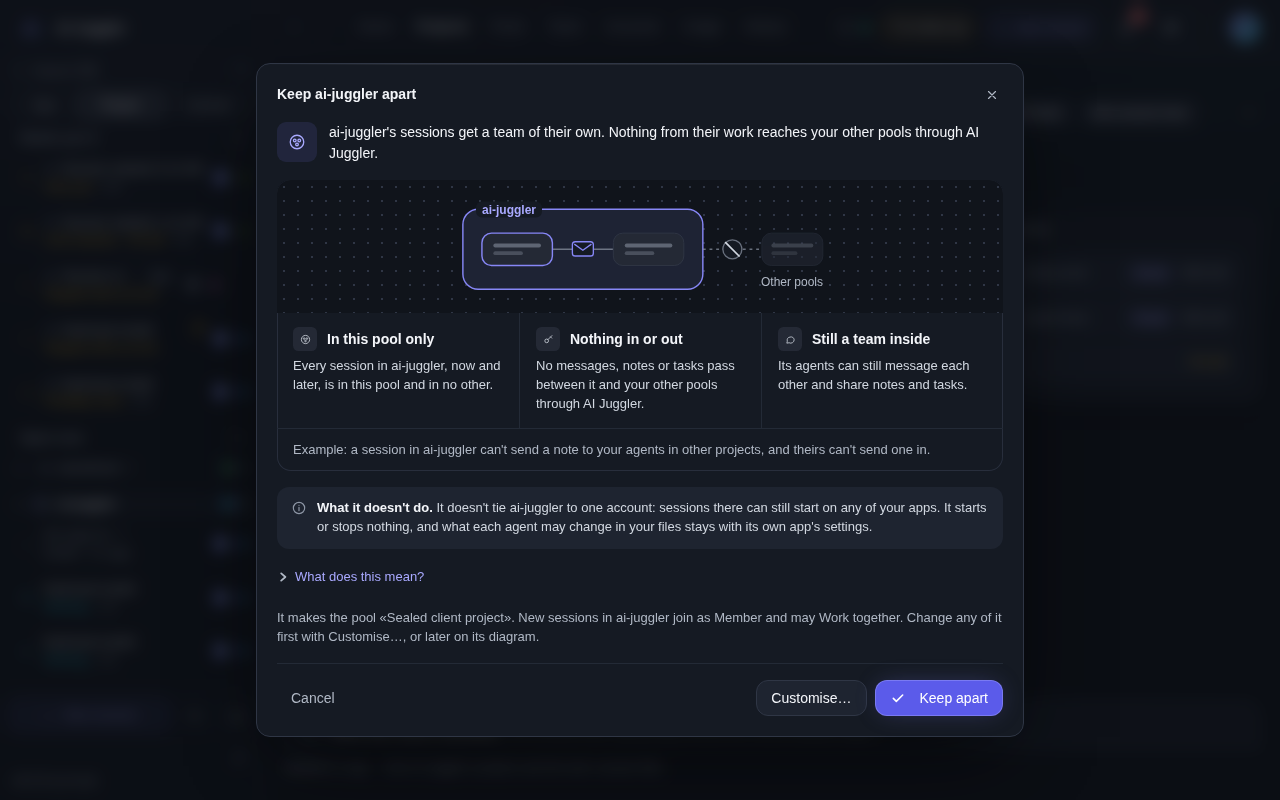 Keep ai-juggler apart
ai-juggler's sessions get a team of their own. Nothing from their work reaches your other pools through AI
Juggler.
ai-juggler
Other pools
In this pool only
Every session in ai-juggler, now and
later, is in this pool and in no other.
Nothing in or out
No messages, notes or tasks pass
between it and your other pools
through AI Juggler.
Still a team inside
Its agents can still message each
other and share notes and tasks.
Example: a session in ai-juggler can't send a note to your agents in other projects, and theirs can't send one in.
What it doesn't do. It doesn't tie ai-juggler to one account: sessions there can still start on any of your apps. It starts
or stops nothing, and what each agent may change in your files stays with its own app's settings.
What does this mean?
It makes the pool «Sealed client project». New sessions in ai-juggler join as Member and may Work together. Change any of it
first with Customise…, or later on its diagram.
Cancel
Customise…
Keep apart